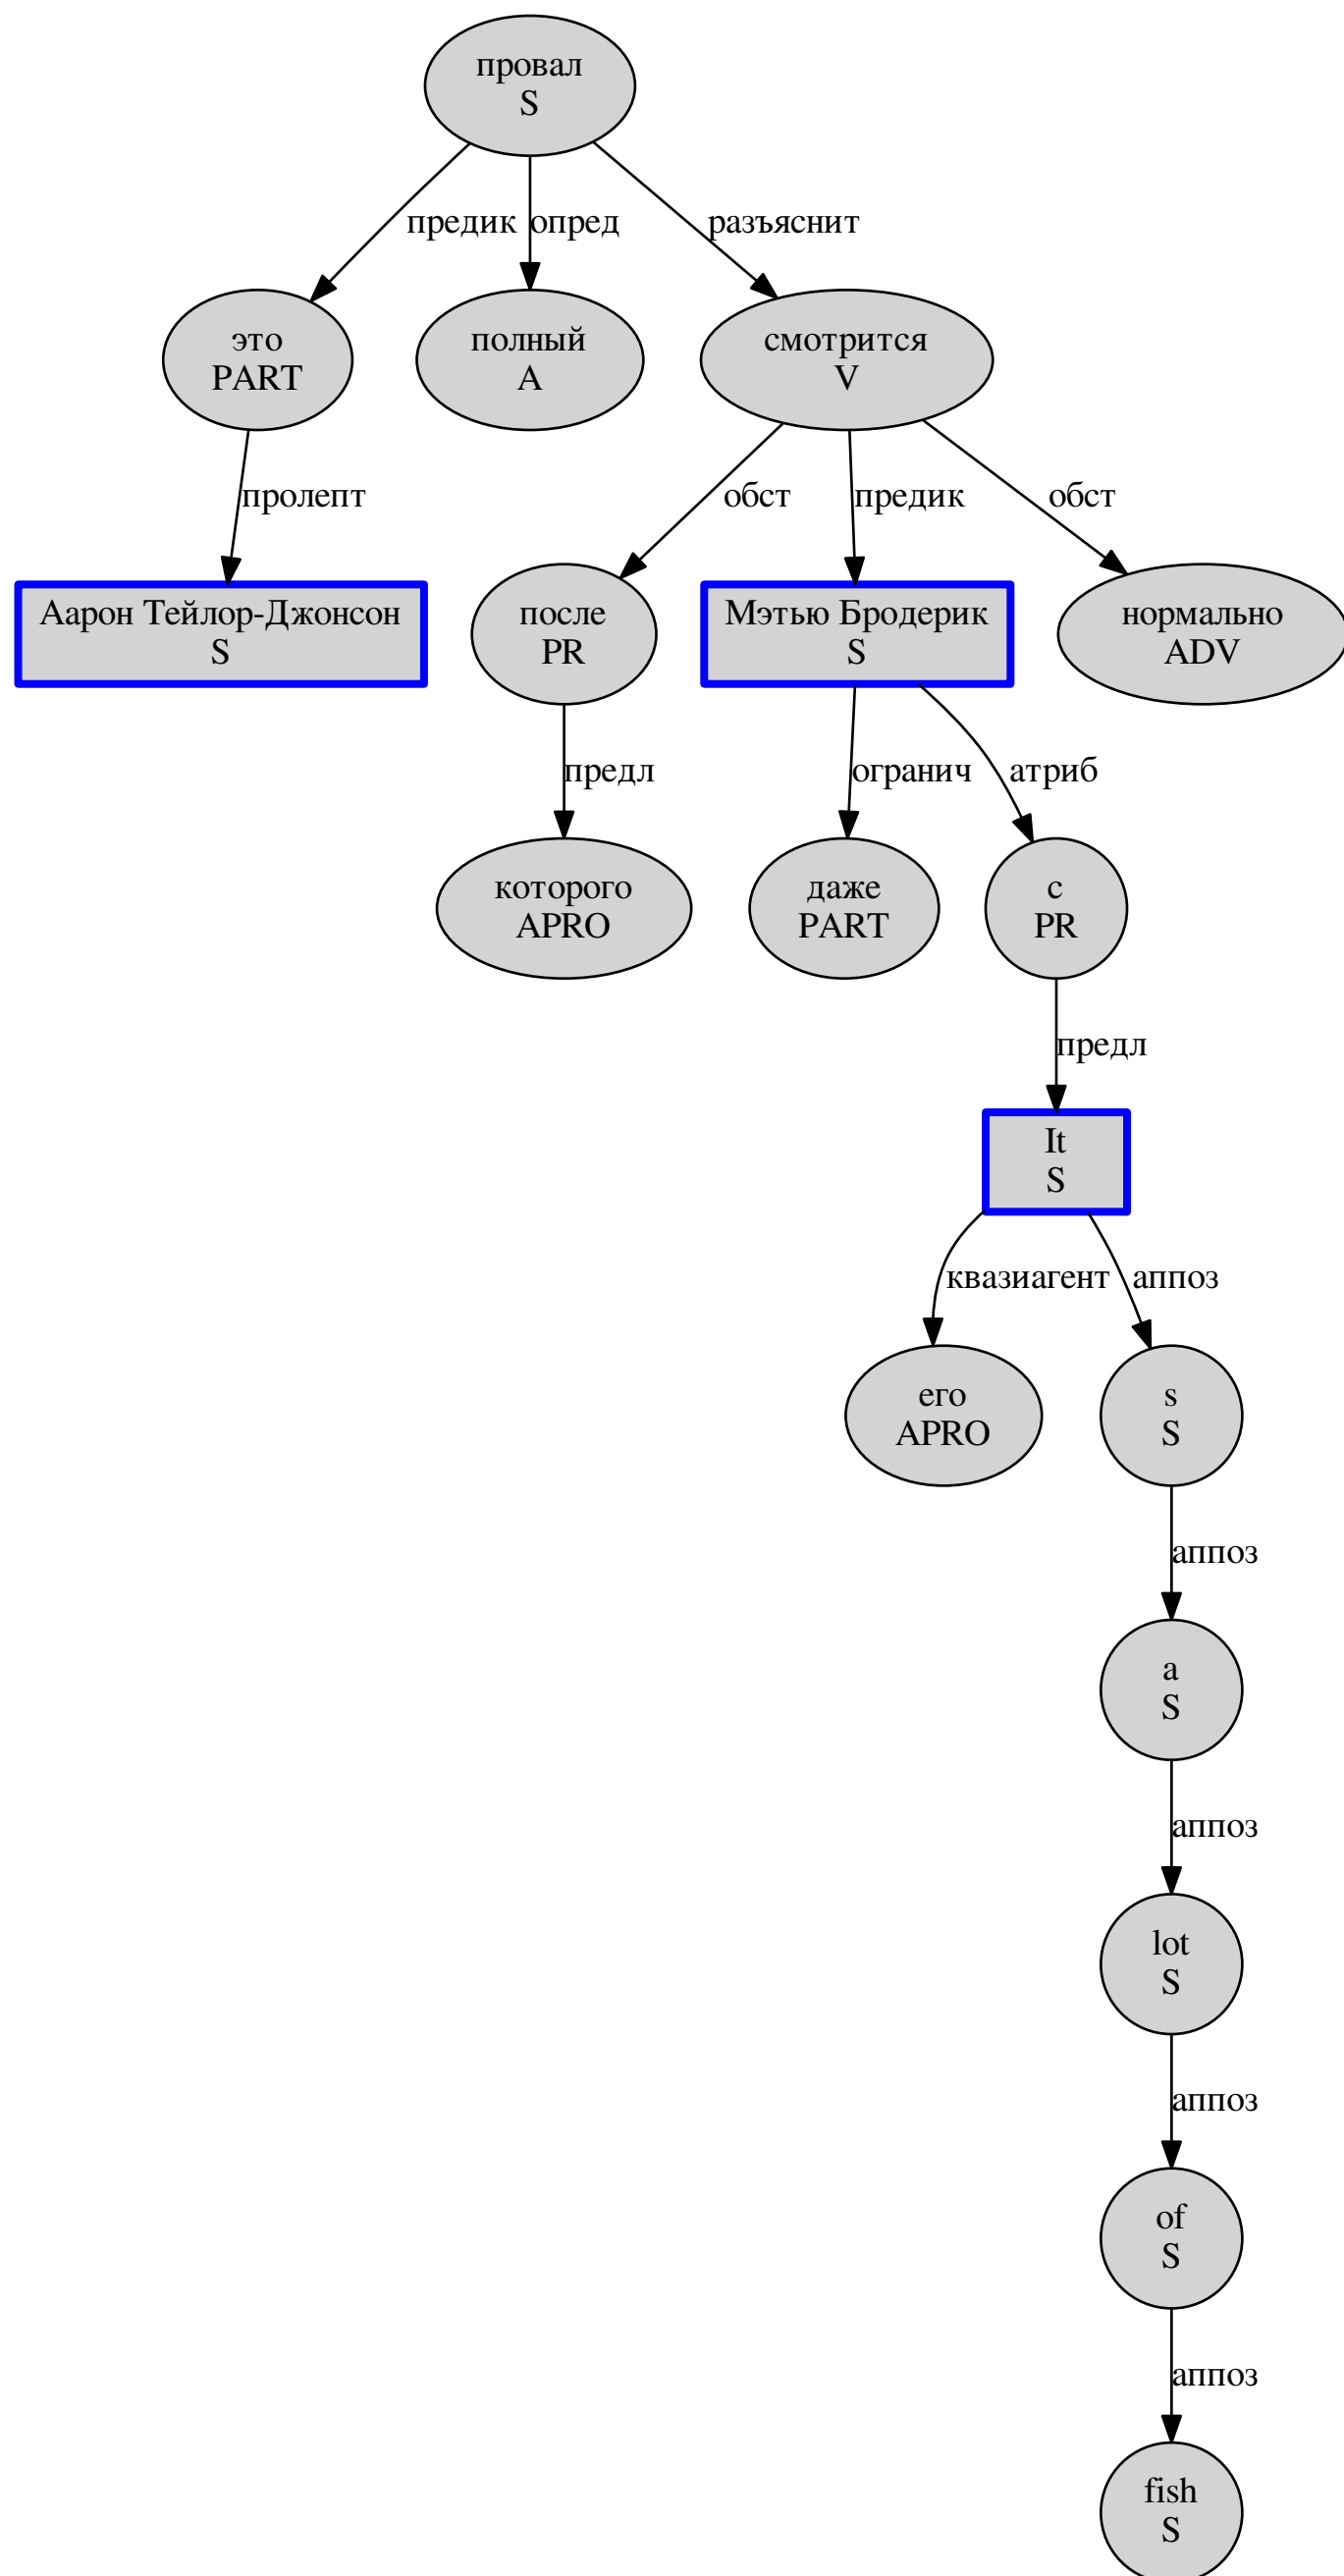 провал
S
предик
опред
разъяснит
это
PART
полный
A
смотрится
V
пролепт
обст
предик
обст
Аарон Тейлор-Джонсон
S
после
PR
Мэтью Бродерик
S
нормально
ADV
предл
огранич
атриб
которого
APRO
даже
PART
с
PR
предл
It
S
квазиагент
аппоз
его
APRO
s
S
аппоз
a
S
аппоз
lot
S
аппоз
of
S
аппоз
fish
S